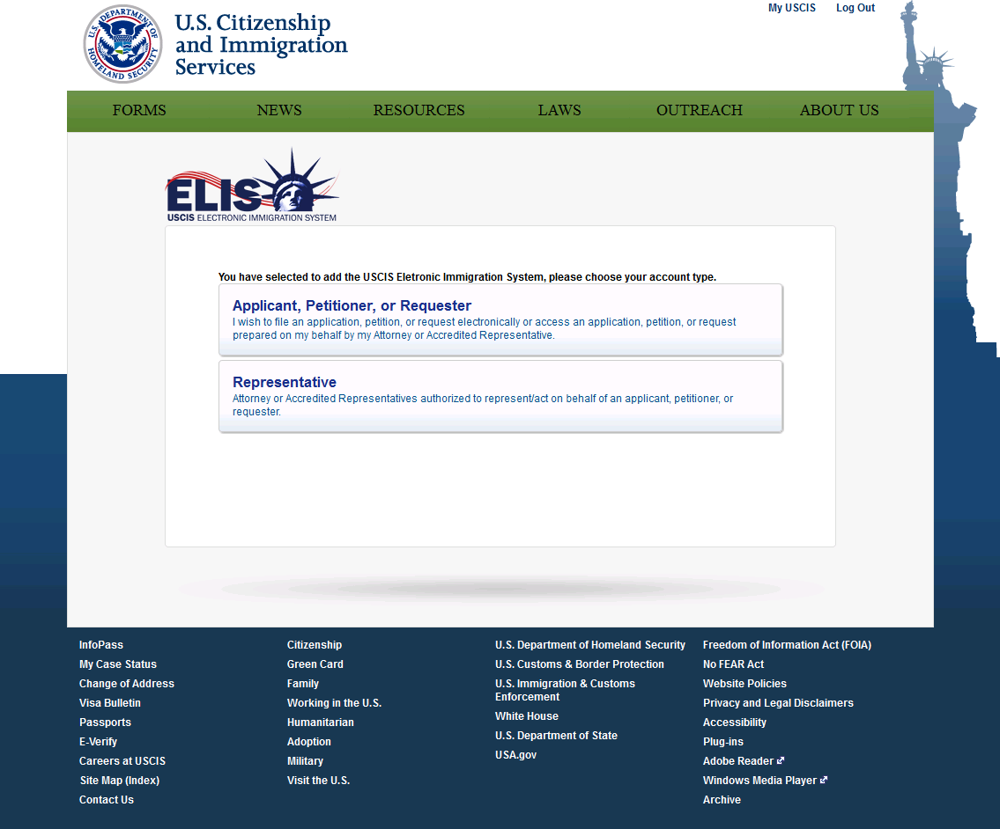 My USCIS Log Out
U.S. DEPARTMENT OF HOMELAND SECURITY
U.S. Citizenship
and Immigration
Services
FORMS NEWS RESOURCES LAWS OUTREACH ABOUT US
ELIS
USCIS ELECTRONIC IMMIGRATION SYSTEM
You have selected to add the USCIS Eletronic Immigration System, please choose your account type.
Applicant, Petitioner, or Requester
I wish to file an application, petition, or request electronically or access an application, petition, or request
prepared on my behalf by my Attorney or Accredited Representative.
Representative
Attorney or Accredited Representatives authorized to represent/act on behalf of an applicant, petitioner, or
requester.
InfoPass
My Case Status
Change of Address
Visa Bulletin
Passports
E-Verify
Careers at USCIS
Site Map (Index)
Contact Us
Citizenship
Green Card
Family
Working in the U.S.
Humanitarian
Adoption
Military
Visit the U.S.
U.S. Department of Homeland Security
U.S. Customs & Border Protection
U.S. Immigration & Customs
Enforcement
White House
U.S. Department of State
USA.gov
Freedom of Information Act (FOIA)
No FEAR Act
Website Policies
Privacy and Legal Disclaimers
Accessibility
Plug-ins
Adobe Reader
Windows Media Player
Archive